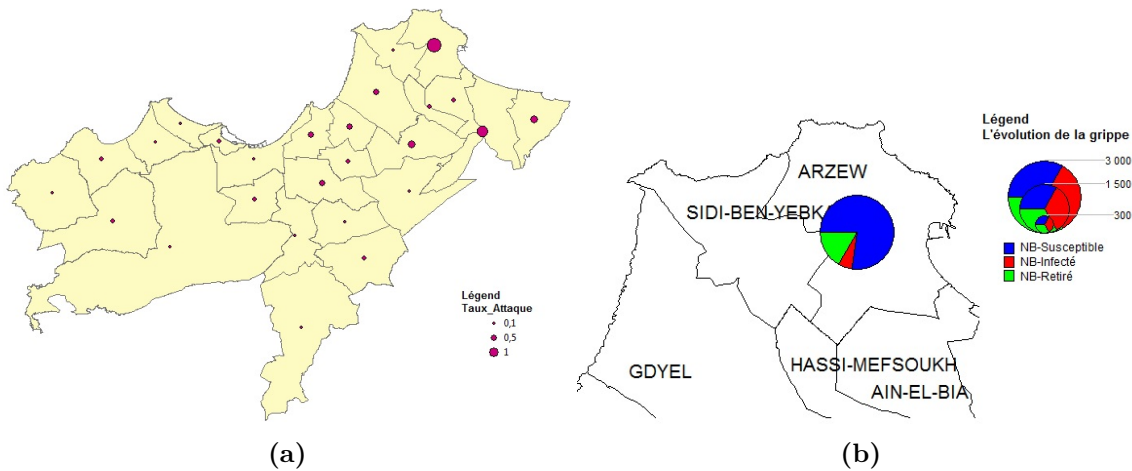 Légend
Taux_Attaque
0,1
0,5
1
(a)
ARZEW
SIDI-BEN-YEBKA
GDYEL
HASSI-MEFSOUKH
AIN-EL-BIA
Légend
L'évolution de la grippe
3 000
1 500
300
NB-Susceptible
NB-Infecté
NB-Retiré
(b)